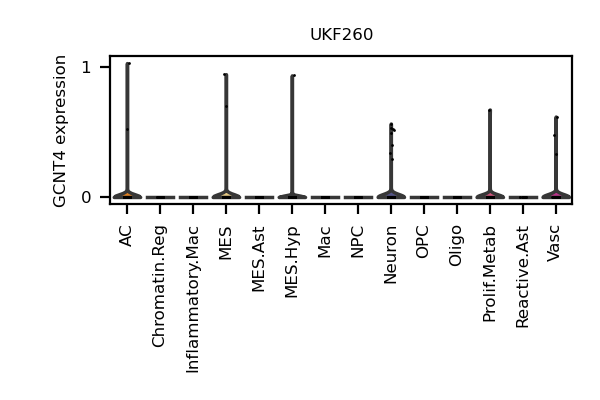 UKF260
GCNT4 expression
1
0
AC
Chromatin.Reg
Inflammatory.Mac
MES
MES.Ast
MES.Hyp
Mac
NPC
Neuron
OPC
Oligo
Prolif.Metab
Reactive.Ast
Vasc